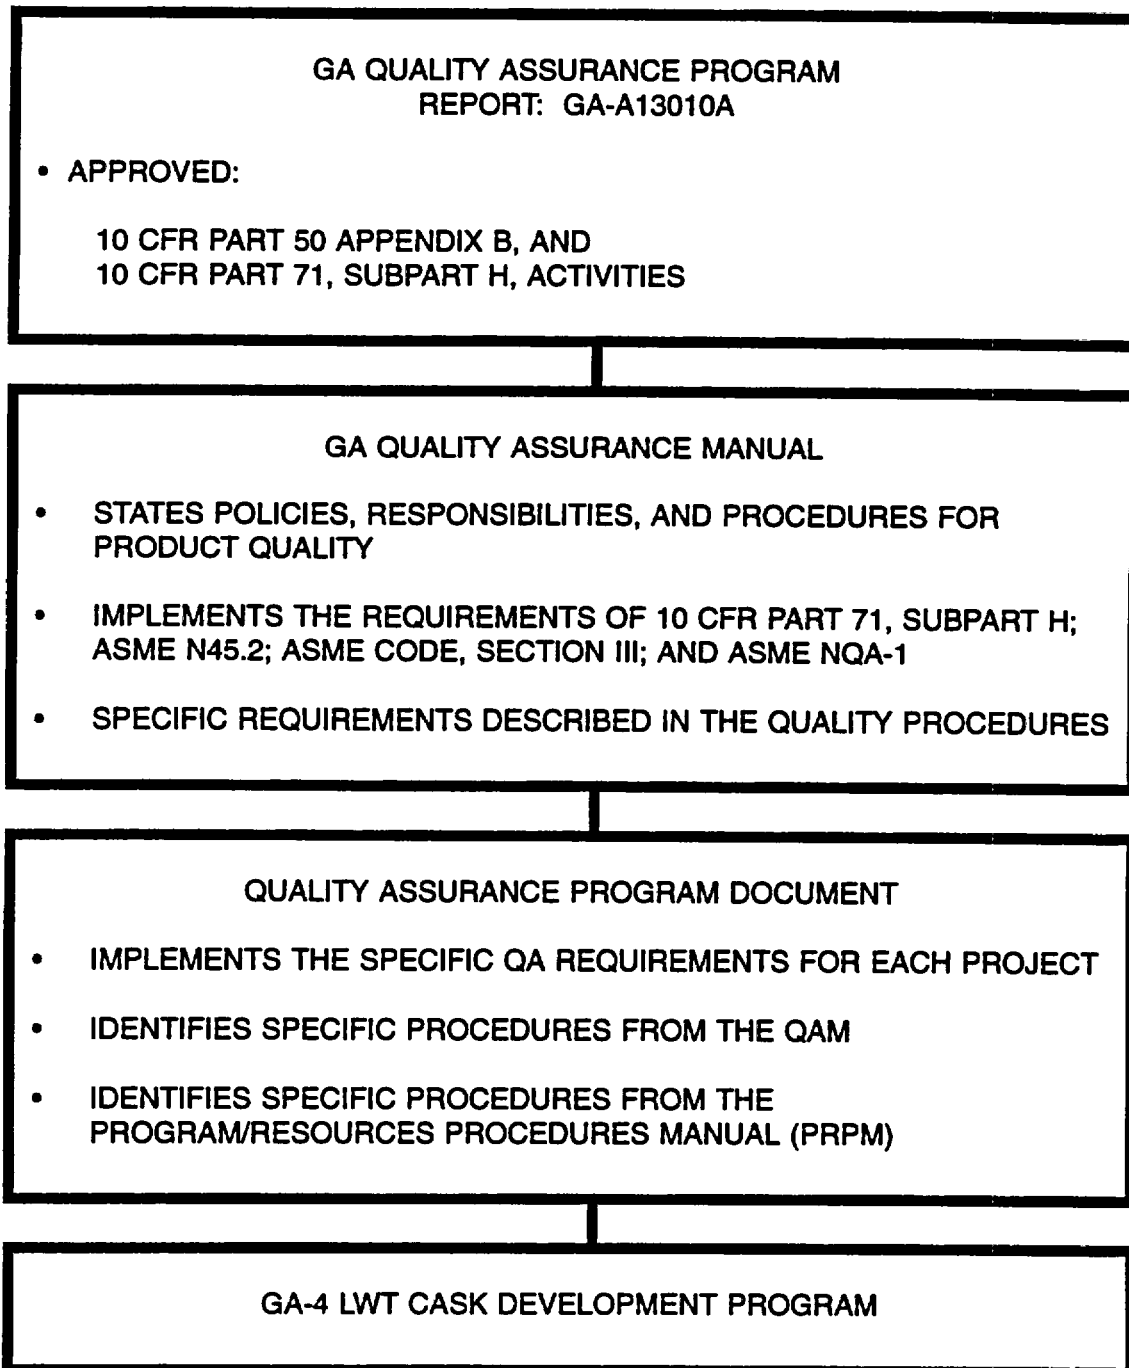 GA QUALITY ASSURANCE PROGRAM
REPORT: GA-A13010A
• APPROVED:
10 CFR PART 50 APPENDIX B, AND
10 CFR PART 71, SUBPART H, ACTIVITIES
GA QUALITY ASSURANCE MANUAL
• STATES POLICIES, RESPONSIBILITIES, AND PROCEDURES FOR
PRODUCT QUALITY
• IMPLEMENTS THE REQUIREMENTS OF 10 CFR PART 71, SUBPART H;
ASME N45.2; ASME CODE, SECTION III; AND ASME NQA-1
• SPECIFIC REQUIREMENTS DESCRIBED IN THE QUALITY PROCEDURES
QUALITY ASSURANCE PROGRAM DOCUMENT
• IMPLEMENTS THE SPECIFIC QA REQUIREMENTS FOR EACH PROJECT
• IDENTIFIES SPECIFIC PROCEDURES FROM THE QAM
• IDENTIFIES SPECIFIC PROCEDURES FROM THE
PROGRAM/RESOURCES PROCEDURES MANUAL (PRPM)
GA-4 LWT CASK DEVELOPMENT PROGRAM